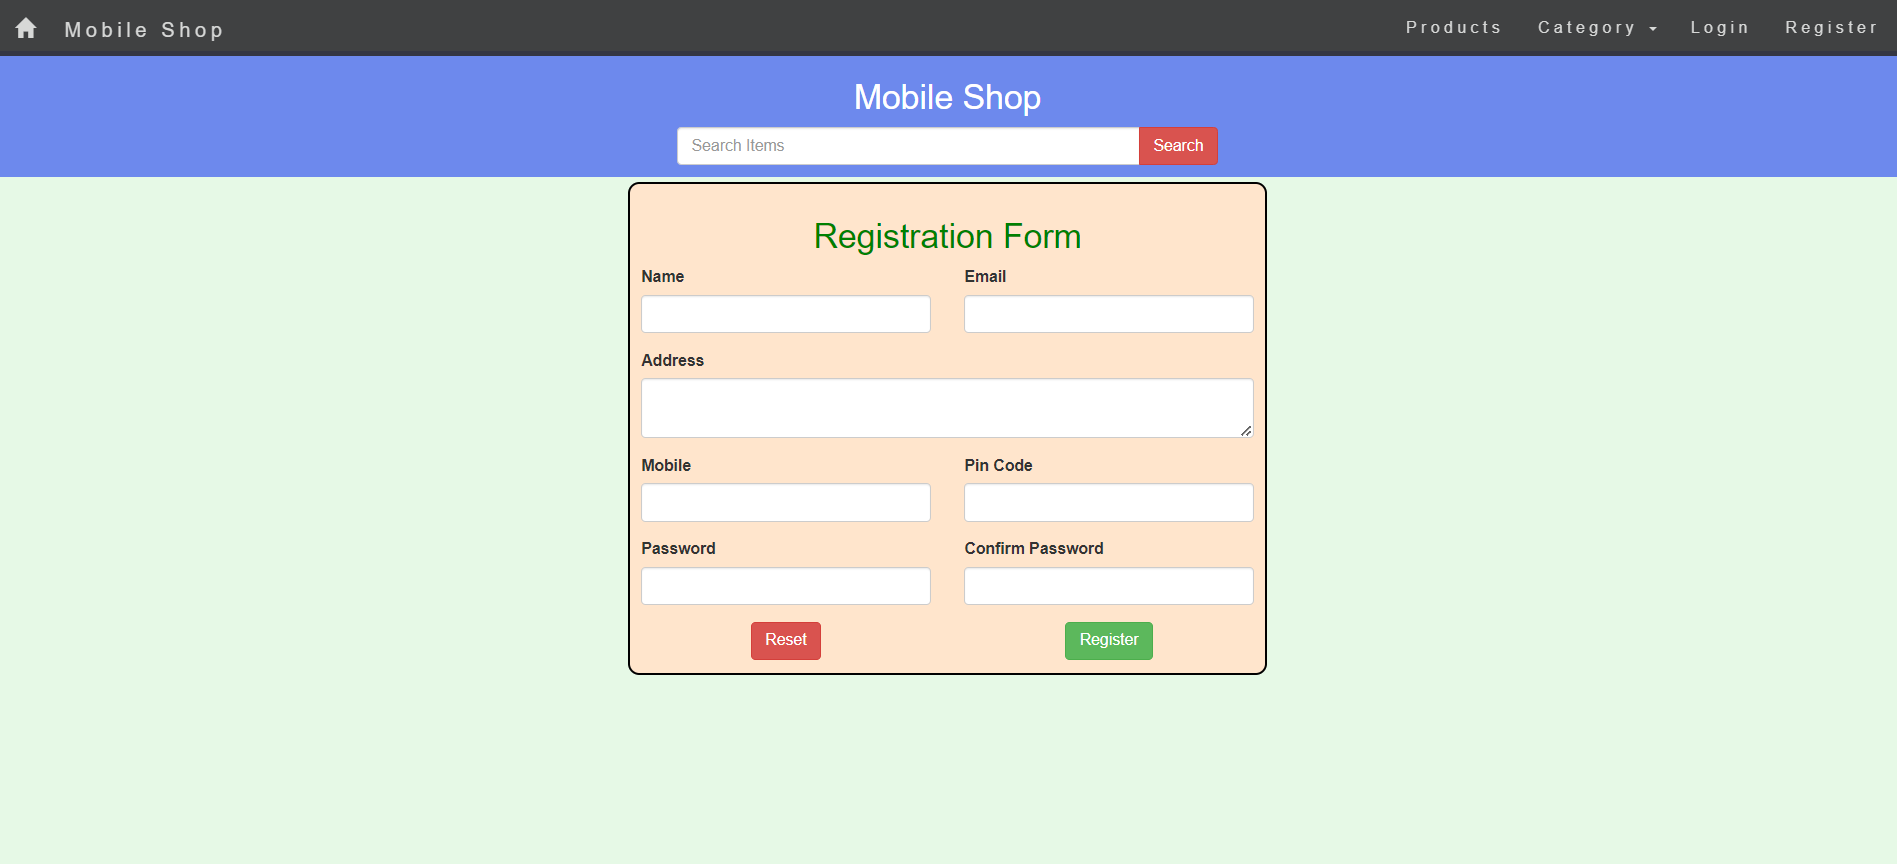 Mobile Shop Products Category Login Register
Mobile Shop
Search Items Search
Registration Form
Name Email
Address
Mobile Pin Code
Password Confirm Password
Reset Register